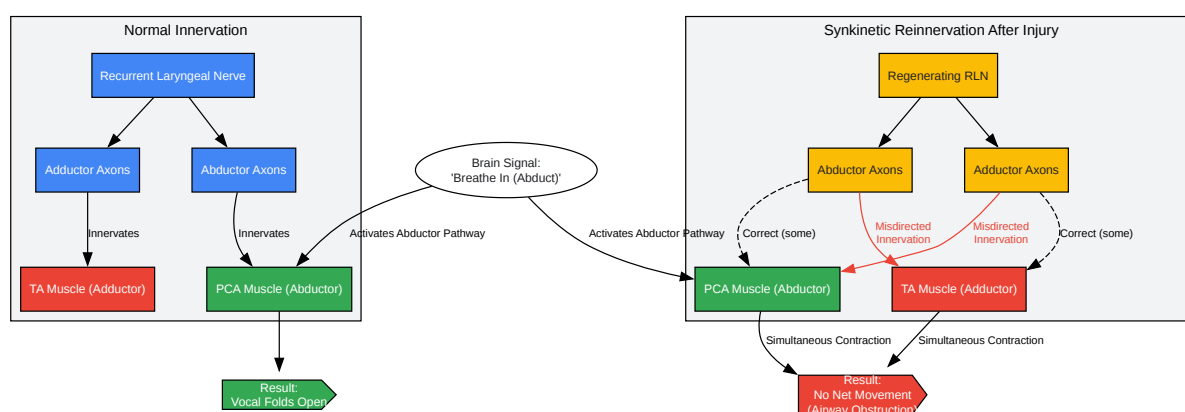 Normal Innervation
Recurrent Laryngeal Nerve
Adductor Axons
Abductor Axons
Innervates
Innervates
TA Muscle (Adductor)
PCA Muscle (Abductor)
Result:
Vocal Folds Open
Brain Signal:
'Breathe In (Abduct)'
Activates Abductor Pathway
Activates Abductor Pathway
Synkinetic Reinnervation After Injury
Regenerating RLN
Abductor Axons
Adductor Axons
Correct (some)
Misdirected
Innervation
Misdirected
Innervation
Correct (some)
PCA Muscle (Abductor)
TA Muscle (Adductor)
Simultaneous Contraction
Simultaneous Contraction
Result:
No Net Movement
(Airway Obstruction)